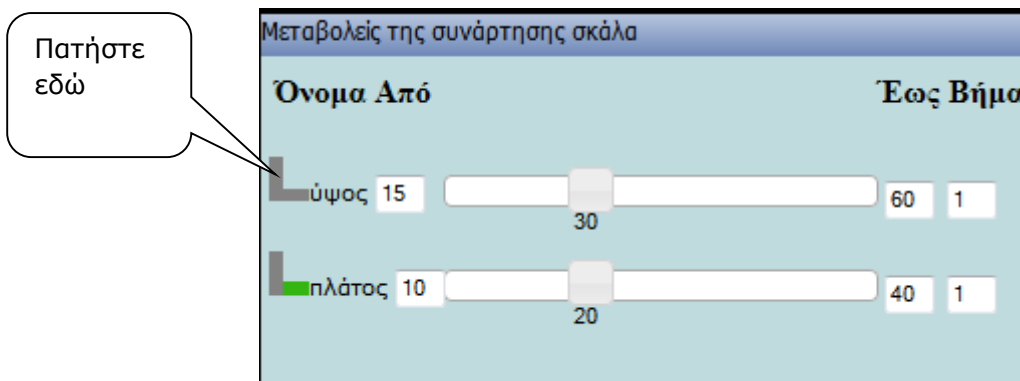 Πατήστε
εδώ
Μεταβολείς της συνάρτησης σκάλα
Όνομα Από Έως Βήμα
ύψος 15 60 1
30
πλάτος 10 40 1
20